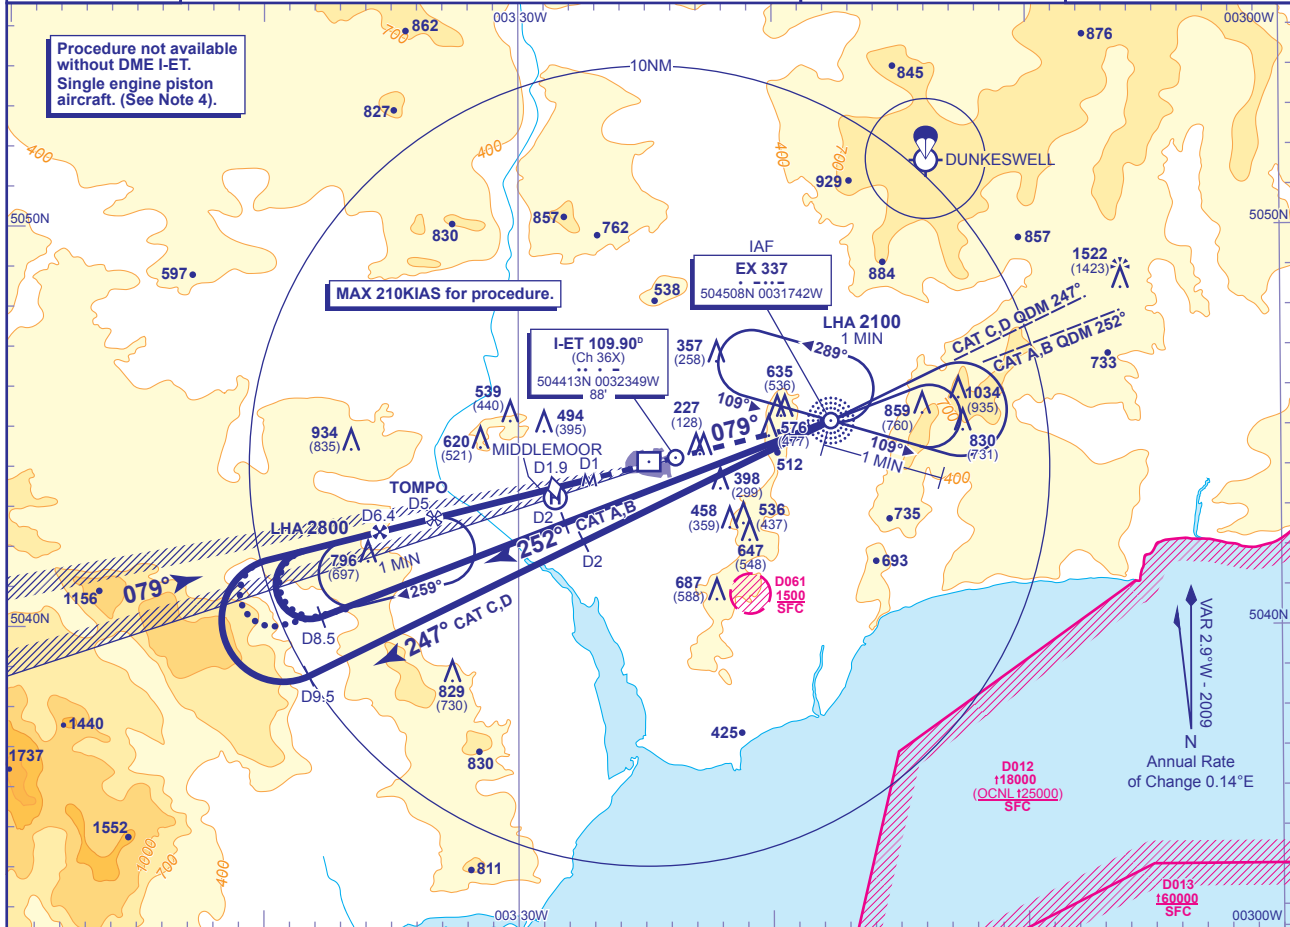 003 30W
00300W
862
700
876
Procedure not available
without DME I-ET.
Single engine piston
aircraft. (See Note 4).
10NM
845
827
400
400
400
700
DUNKESWELL
929
5050N
5050N
857
762
830
857
IAF
884
1522
(1423)
597
EX 337
504508N 0031742W
MAX 210KIAS for procedure.
538
CAT C,D QDM 247°
CAT A,B QDM 252°
LHA 2100
1 MIN
289°
I-ET 109.90ᴰ
(Ch 36X)
504413N 0032349W
88'
357
(258)
733
635
(536)
539
(440)
494
(395)
109°
1034
(935)
859
(760)
700
227
(128)
079°
576
(477)
934
(835)
620
(521)
MIDDLEMOOR
D1.9
D1
109°
1 MIN
830
(731)
512
400
398
(299)
TOMPO
D5
D6.4
LHA 2800
D2
252° CAT A,B
458
(359)
536
(437)
735
D2
647
(548)
796
(697)
1 MIN
693
259°
687
(588)
D061
1500
SFC
079°
1156
5040N
5040N
D8.5
247° CAT C,D
VAR 2.9°W - 2009
D9.5
829
(730)
1440
425
N
Annual Rate
of Change 0.14°E
1737
830
D012
†18000
(OCNL †25000)
SFC
1552
1000
700
400
811
D013
†60000
SFC
003 30W
00300W